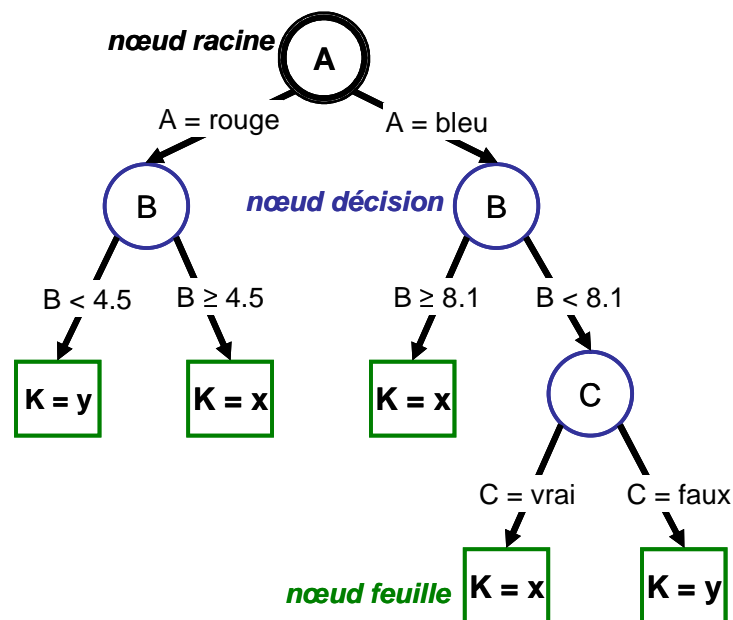 nœud racine
A
A = rouge
A = bleu
B
nœud décision
B
B < 4.5
B ≥ 4.5
B ≥ 8.1
B < 8.1
K = y
K = x
K = x
C
C = vrai
C = faux
nœud feuille
K = x
K = y